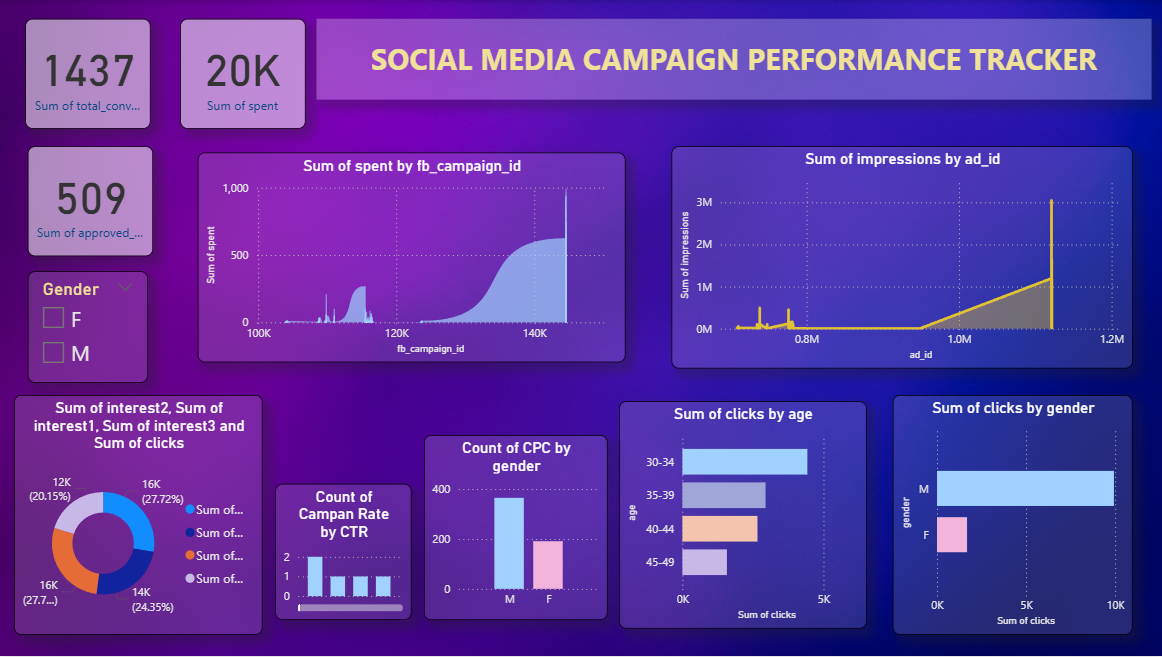 1437
Sum of total_conv...
20K
Sum of spent
SOCIAL MEDIA CAMPAIGN PERFORMANCE TRACKER
509
Sum of approved_...
Gender
F
M
Sum of spent by fb_campaign_id
Sum of spent
1,000
500
0
100K
120K
140K
fb_campaign_id
Sum of impressions by ad_id
Sum of impressions
3M
2M
1M
0M
0.8M
1.0M
1.2M
ad_id
Sum of interest2, Sum of
interest1, Sum of interest3 and
Sum of clicks
12K
(20.15%)
16K
(27.72%)
16K
(27.7...)
14K
(24.35%)
Sum of...
Sum of...
Sum of...
Sum of...
Count of
Campan Rate
by CTR
2
1
0
Count of CPC by
gender
400
200
0
M
F
Sum of clicks by age
age
30-34
35-39
40-44
45-49
0K
5K
Sum of clicks
Sum of clicks by gender
gender
M
F
0K
5K
10K
Sum of clicks